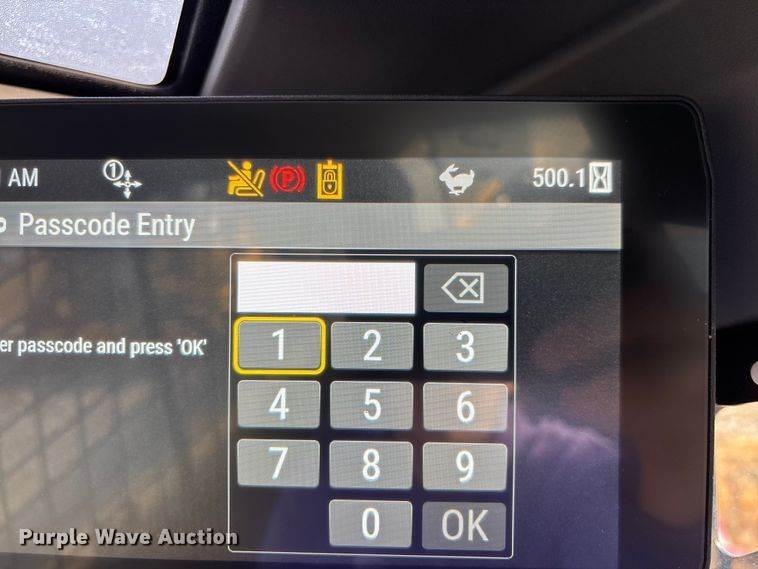 AM
1
P
500.1
Passcode Entry
passcode and press 'OK'
1 2 3
4 5 6
7 8 9
0 OK
Purple Wave Auction